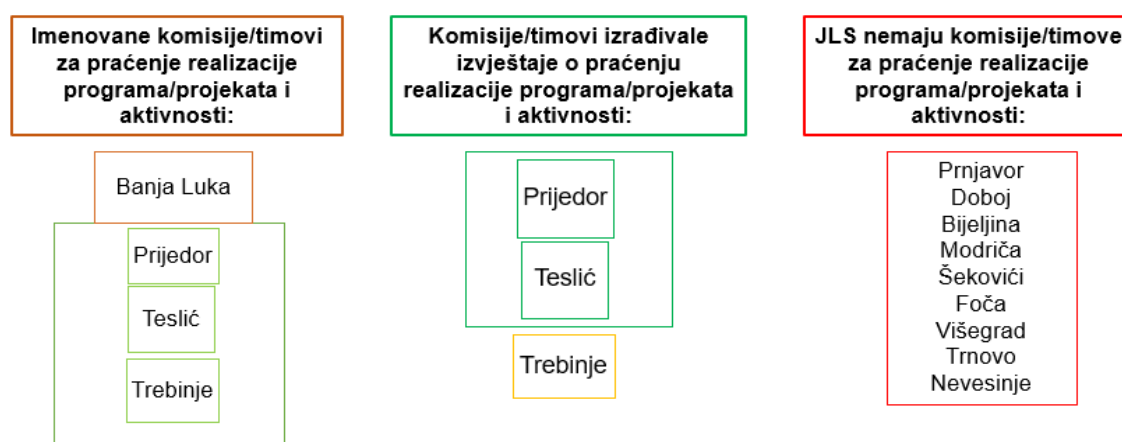 Imenovane komisije/timovi
za praćenje realizacije
programa/projekata i
aktivnosti:
Banja Luka
Prijedor
Teslić
Trebinje
Komisije/timovi izrađivale
izvještaje o praćenju
realizacije programa/projekata
i aktivnosti:
Prijedor
Teslić
Trebinje
JLS nemaju komisije/timove
za praćenje realizacije
programa/projekata i
aktivnosti:
Prnjavor
Doboj
Bijeljina
Modriča
Šekovići
Foča
Višegrad
Trnovo
Nevesinje